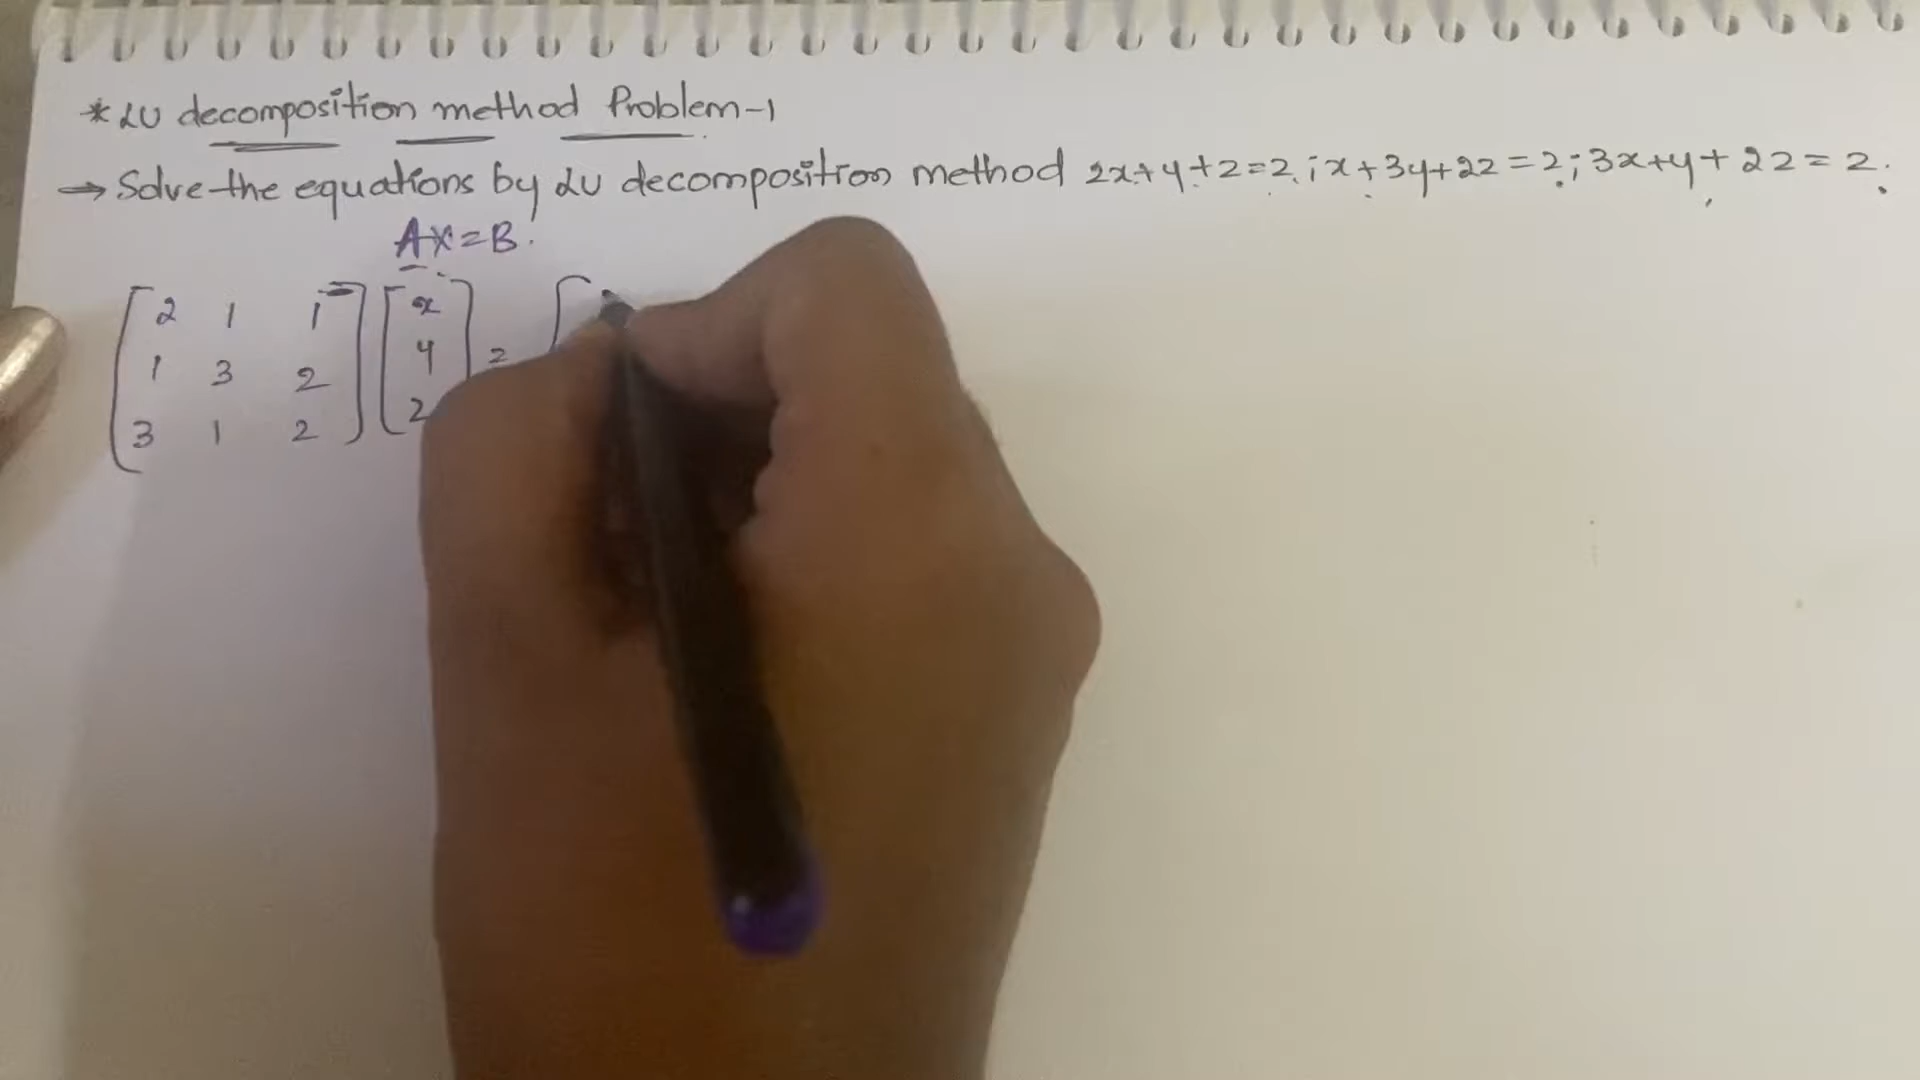 * LU decomposition method Problem-1
→ Solve the equations by LU decomposition method 2x+y+z=2; x+3y+2z=2; 3x+y+2z=2.
AX=B.
[2 1 1] [x]
[1 3 2] [y] =
[3 1 2] [z]